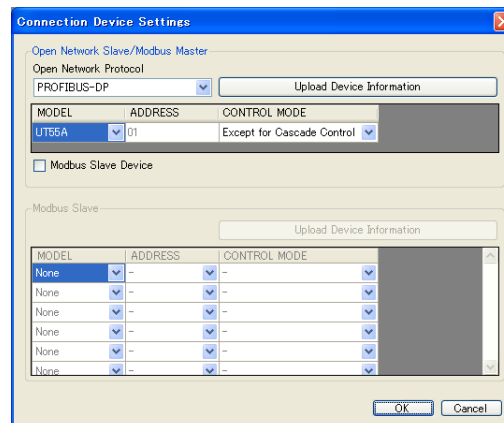 Connection Device Settings
Open Network Slave/Modbus Master
Open Network Protocol
PROFIBUS-DP Upload Device Information
MODEL ADDRESS CONTROL MODE
UT55A 01 Except for Cascade Control
Modbus Slave Device
Modbus Slave
Upload Device Information
MODEL ADDRESS CONTROL MODE
None - -
None - -
None - -
None - -
None - -
None - -
OK Cancel